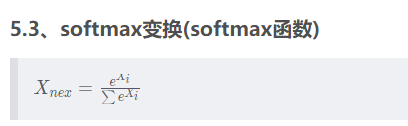 5.3、softmax变换(softmax函数)
X_{nex} = \frac{e^{X_i}}{\sum e^{X_i}}